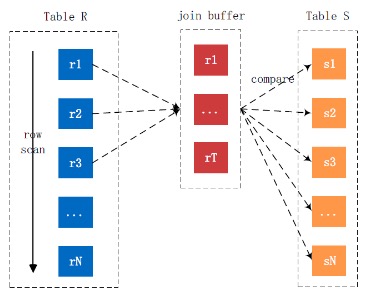 Table R
join buffer
Table S
r1
r2
r3
...
rN
row
scan
r1
...
rT
compare
s1
s2
s3
...
sN